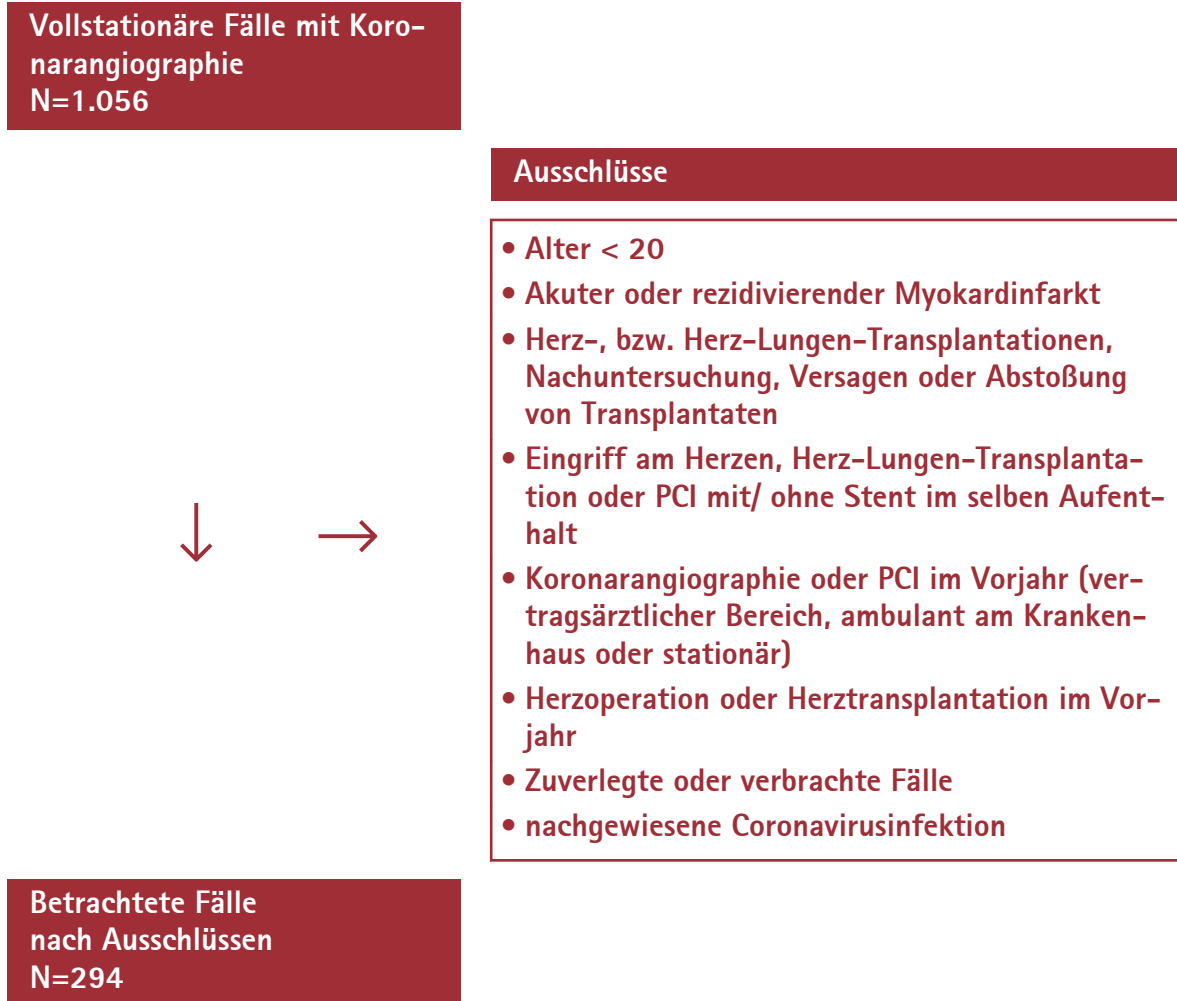 Vollstationäre Fälle mit Koro-
narangiographie
N=1.056
Ausschlüsse
• Alter < 20
• Akuter oder rezidivierender Myokardinfarkt
• Herz-, bzw. Herz-Lungen-Transplantationen,
Nachuntersuchung, Versagen oder Abstoßung
von Transplantaten
• Eingriff am Herzen, Herz-Lungen-Transplanta-
tion oder PCI mit/ ohne Stent im selben Aufent-
halt
• Koronarangiographie oder PCI im Vorjahr (ver-
tragsärztlicher Bereich, ambulant am Kranken-
haus oder stationär)
• Herzoperation oder Herztransplantation im Vor-
jahr
• Zuverlegte oder verbrachte Fälle
• nachgewiesene Coronavirusinfektion
Betrachtete Fälle
nach Ausschlüssen
N=294